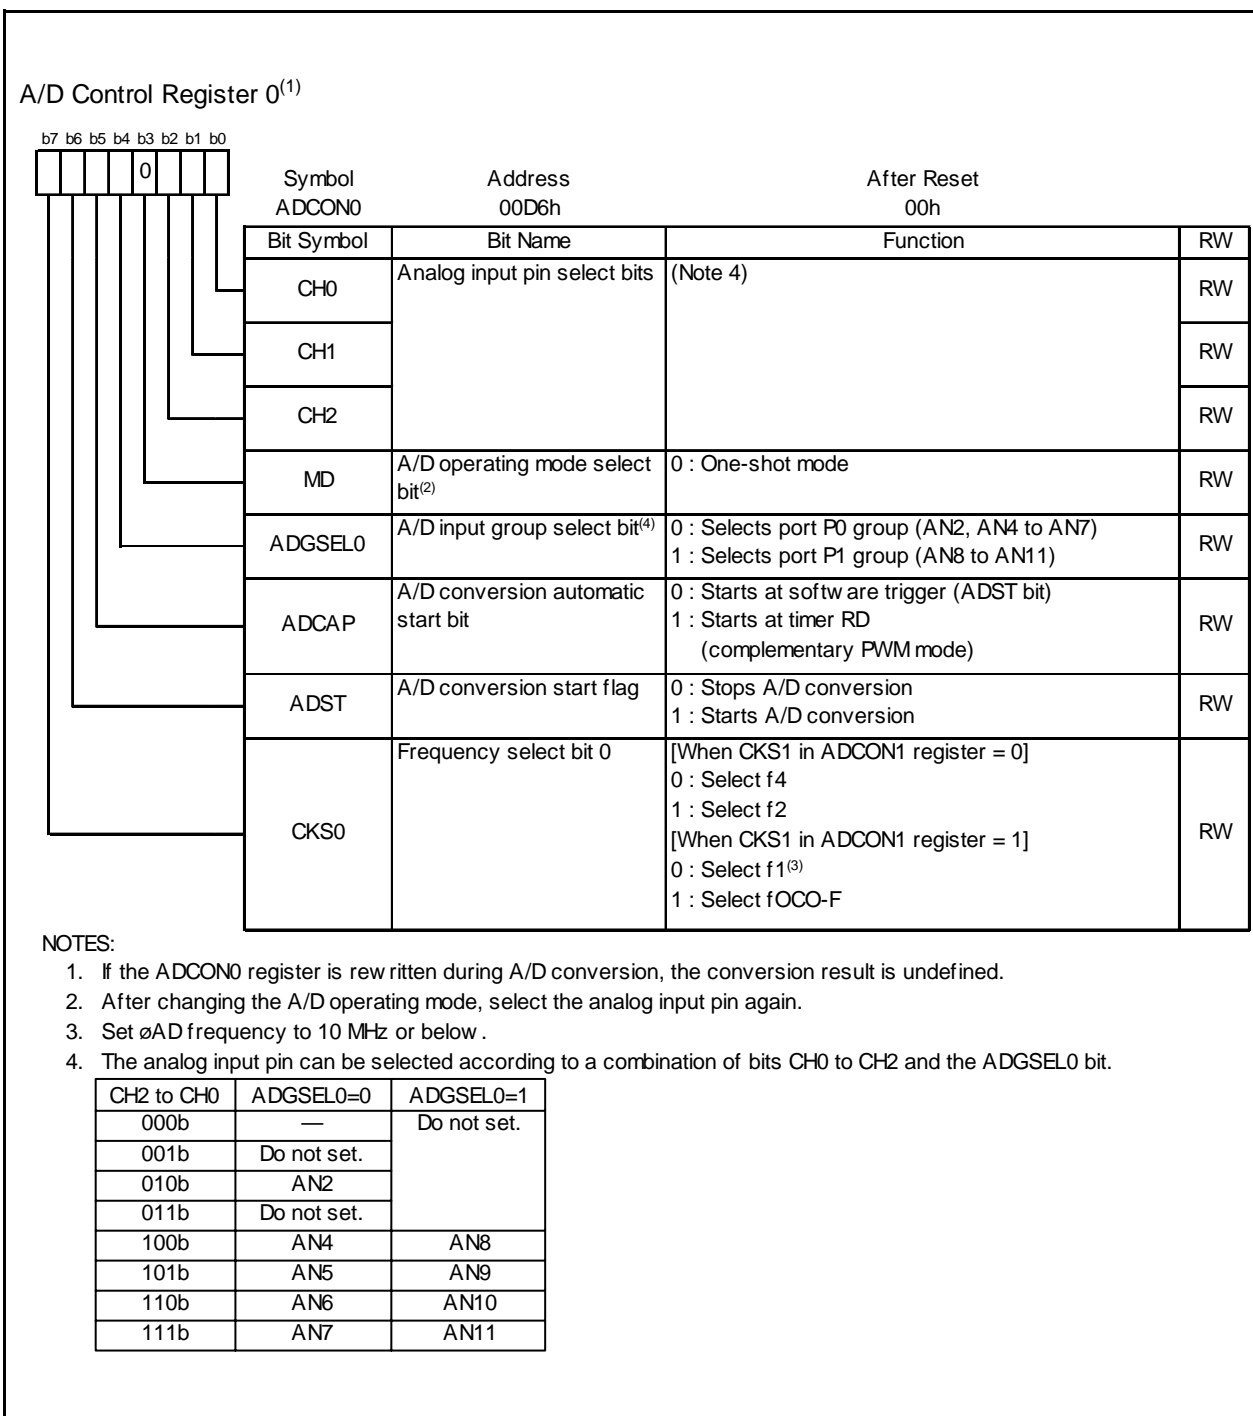 A/D Control Register 0(1)
b7 b6 b5 b4 b3 b2 b1 b0
0
Symbol Address After Reset
ADCON0 00D6h 00h
Bit Symbol Bit Name Function RW
CH0 Analog input pin select bits (Note 4) RW
CH1 RW
CH2 RW
MD A/D operating mode select bit(2) 0 : One-shot mode RW
ADGSEL0 A/D input group select bit(4) 0 : Selects port P0 group (AN2, AN4 to AN7) RW
1 : Selects port P1 group (AN8 to AN11)
ADCAP A/D conversion automatic start bit 0 : Starts at software trigger (ADST bit) RW
1 : Starts at timer RD
(complementary PWM mode)
ADST A/D conversion start flag 0 : Stops A/D conversion RW
1 : Starts A/D conversion
CKS0 Frequency select bit 0 [When CKS1 in ADCON1 register = 0] RW
0 : Select f4
1 : Select f2
[When CKS1 in ADCON1 register = 1]
0 : Select f1(3)
1 : Select fOCO-F
NOTES:
1. If the ADCON0 register is rewritten during A/D conversion, the conversion result is undefined.
2. After changing the A/D operating mode, select the analog input pin again.
3. Set øAD frequency to 10 MHz or below.
4. The analog input pin can be selected according to a combination of bits CH0 to CH2 and the ADGSEL0 bit.
CH2 to CH0 ADGSEL0=0 ADGSEL0=1
000b — Do not set.
001b Do not set.
010b AN2
011b Do not set.
100b AN4 AN8
101b AN5 AN9
110b AN6 AN10
111b AN7 AN11